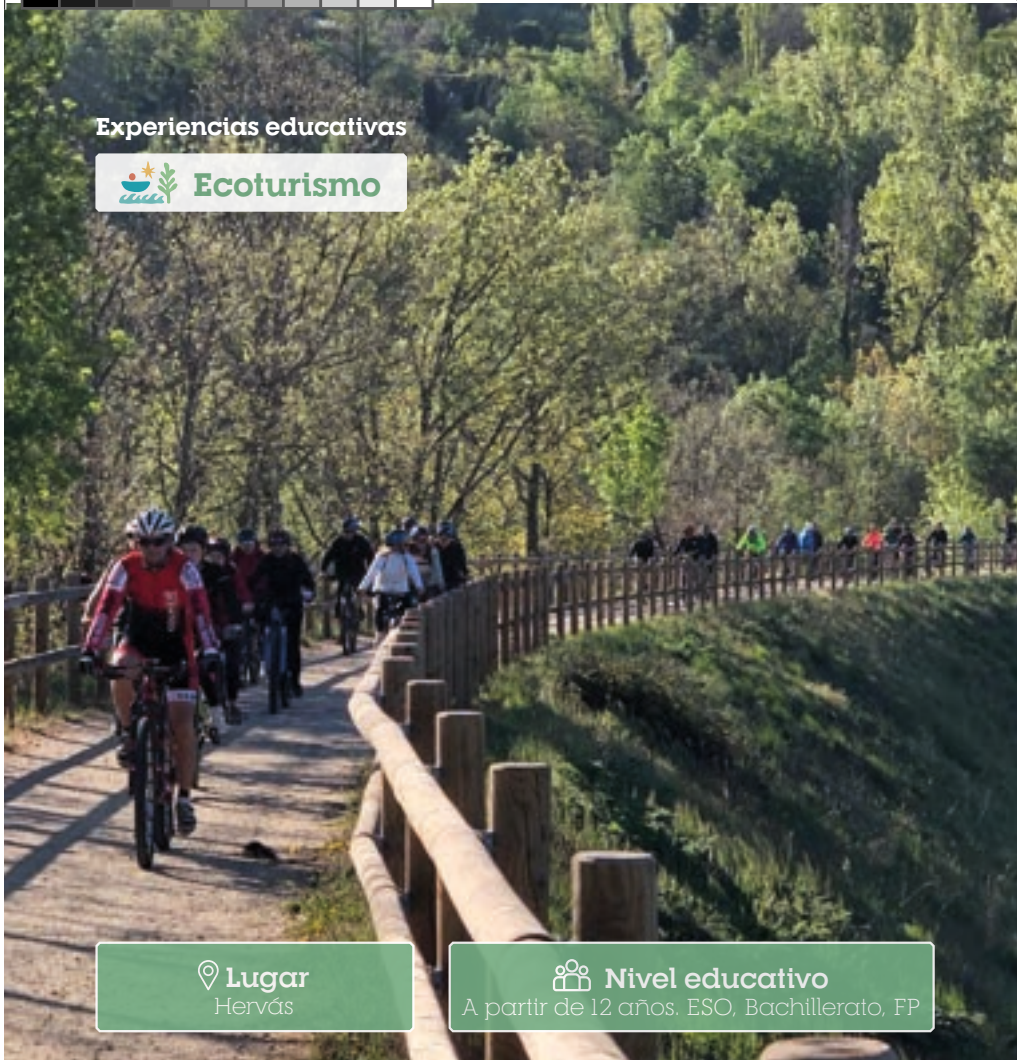 Experiencias educativas
Ecoturismo
Lugar
Hervás
Nivel educativo
A partir de 12 años. ESO, Bachillerato, FP